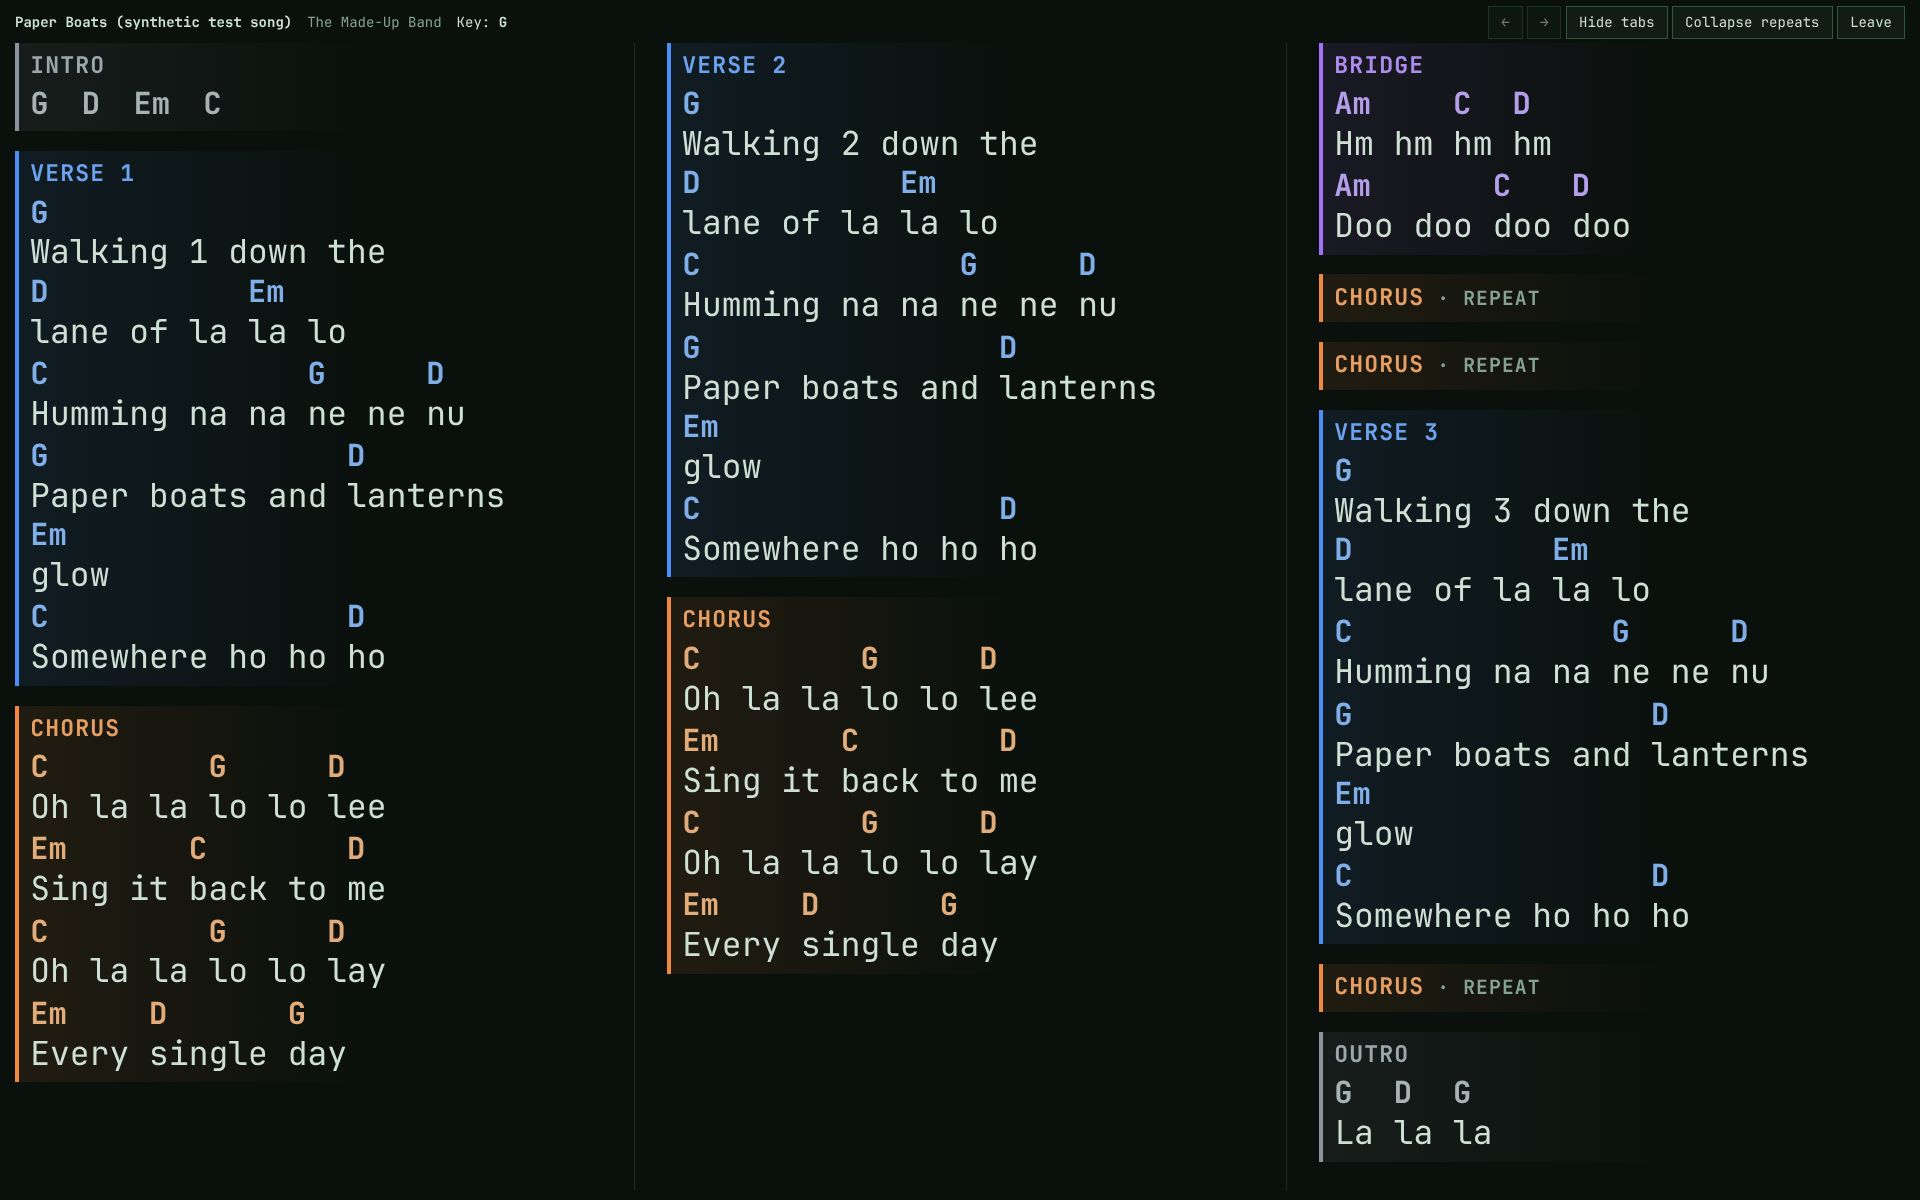 Paper Boats (synthetic test song) The Made-Up Band Key: G
← → Hide tabs Collapse repeats Leave
INTRO
G D Em C
VERSE 1
G
Walking 1 down the
D Em
lane of la la lo
C G D
Humming na na ne ne nu
G D
Paper boats and lanterns
Em
glow
C D
Somewhere ho ho ho
CHORUS
C G D
Oh la la lo lo lee
Em C D
Sing it back to me
C G D
Oh la la lo lo lay
Em D G
Every single day
VERSE 2
G
Walking 2 down the
D Em
lane of la la lo
C G D
Humming na na ne ne nu
G D
Paper boats and lanterns
Em
glow
C D
Somewhere ho ho ho
CHORUS
C G D
Oh la la lo lo lee
Em C D
Sing it back to me
C G D
Oh la la lo lo lay
Em D G
Every single day
BRIDGE
Am C D
Hm hm hm hm
Am C D
Doo doo doo doo
CHORUS · REPEAT
CHORUS · REPEAT
VERSE 3
G
Walking 3 down the
D Em
lane of la la lo
C G D
Humming na na ne ne nu
G D
Paper boats and lanterns
Em
glow
C D
Somewhere ho ho ho
CHORUS · REPEAT
OUTRO
G D G
La la la